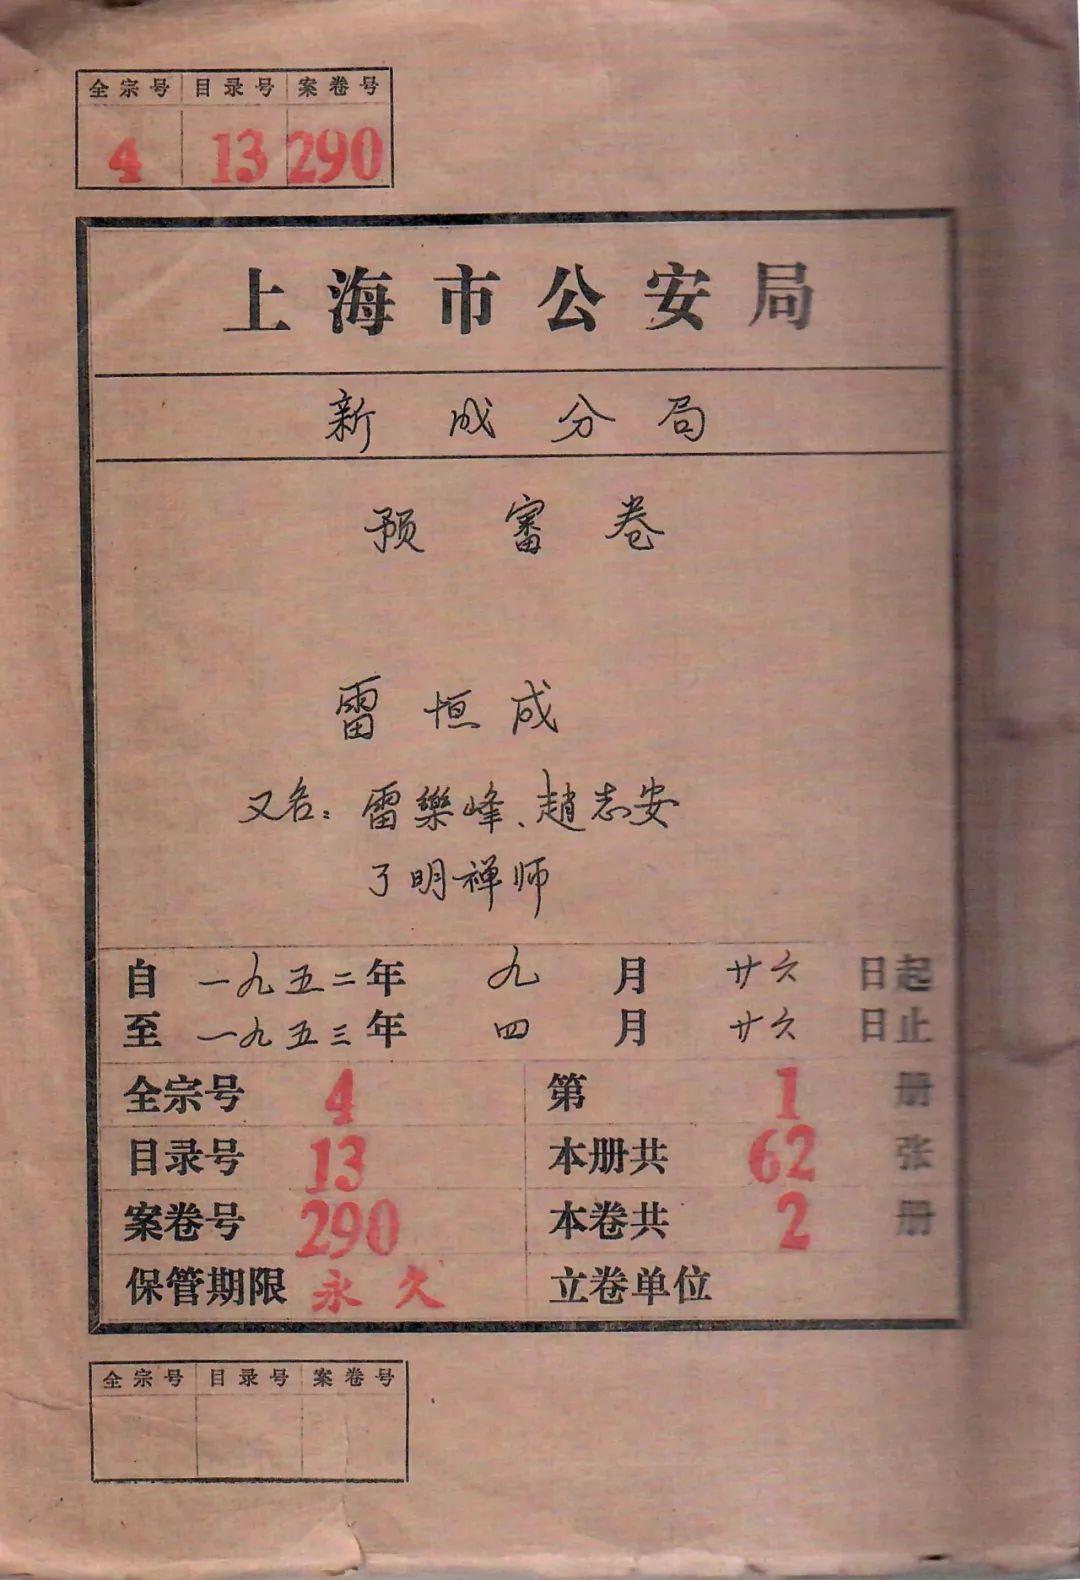 全宗号 目录号 案卷号
4 13 290
上海市公安局
新成分局
预審卷
雷恒成
又名：雷樂峰、趙志安
了明禅师
自一九五二年九月廿六日起
至一九五三年四月廿六日止
全宗号 4 第 1 册
目录号 13 本册共 62 张
案卷号 290 本卷共 2 册
保管期限 永久 立卷单位
全宗号 目录号 案卷号